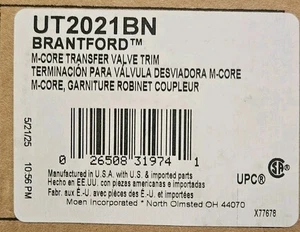 UT2021BN
BRANTFORD™
M-CORE TRANSFER VALVE TRIM
TERMINACIÓN PARA VÁLVULA DESVIADORA M-CORE
M-CORE, GARNITURE ROBINET COUPLEUR
5/21/25 10:56 PM
0 26508 31974 1
UPC®
Manufactured in U.S.A. with U.S. & imported parts
Hecho en EE.UU. con piezas americanas e importadas
Fabr. aux É.-U. avec des pièces des É.-U. et importées
Moen Incorporated * North Olmsted OH 44070
X77678